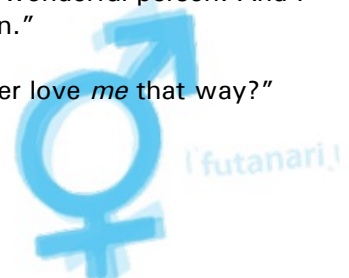 wonderful person. And I
n.”
er love me that way?”
futanari